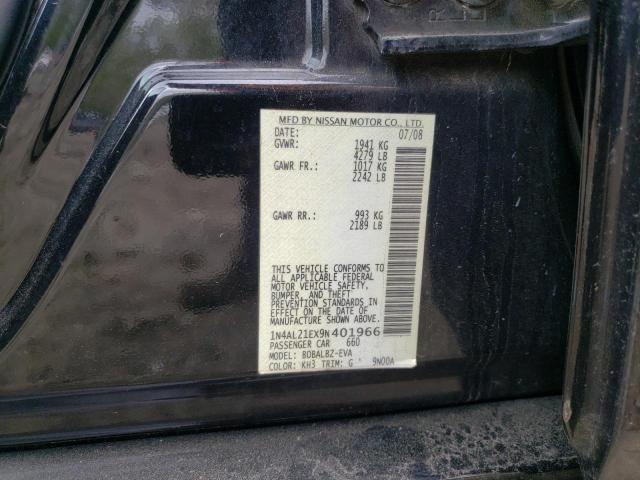 MFD BY NISSAN MOTOR CO., LTD.
DATE: 07/08
GVWR: 1941 KG
4279 LB
GAWR FR.: 1017 KG
2242 LB
GAWR RR.: 993 KG
2189 LB
THIS VEHICLE CONFORMS TO
ALL APPLICABLE FEDERAL
MOTOR VEHICLE SAFETY,
BUMPER, AND THEFT
PREVENTION STANDARDS IN
EFFECT ON THE DATE OF
MANUFACTURE SHOWN ABOVE.
1N4AL21EX9N401966
PASSENGER CAR 660
MODEL: BDBALBZ-EVA
COLOR: KH3 TRIM: G 9N00A